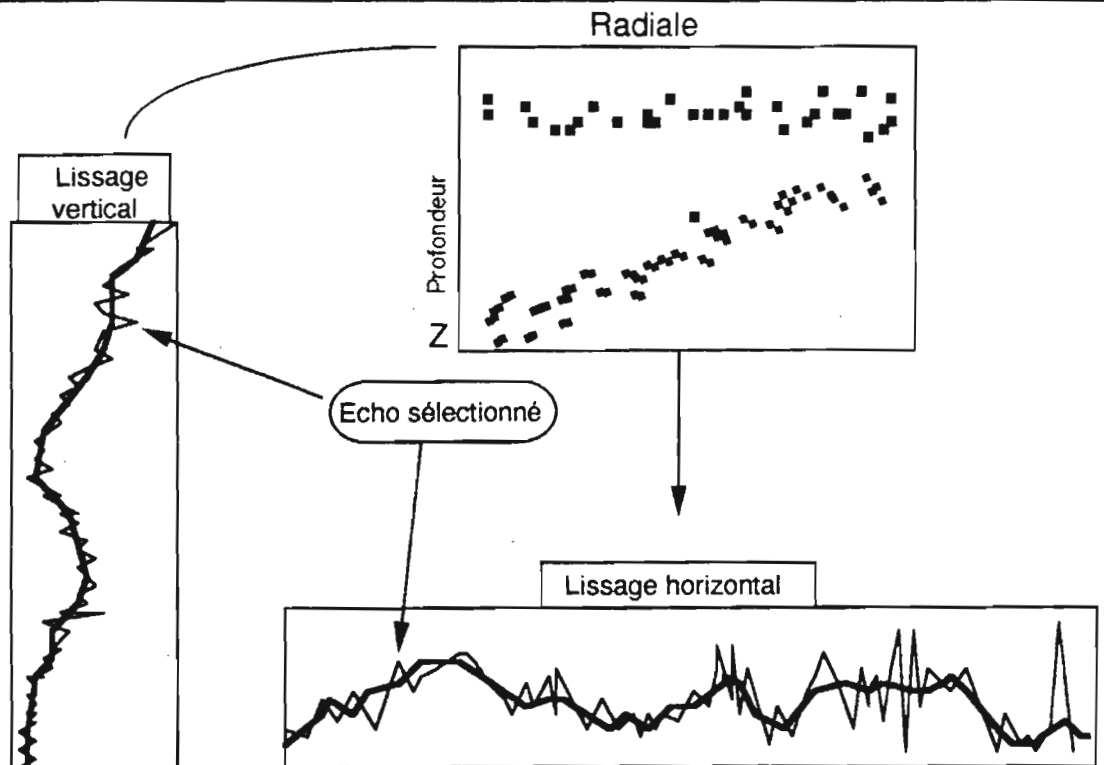 Radiale
Lissage
vertical
Profondeur
Z
Echo sélectionné
Lissage horizontal